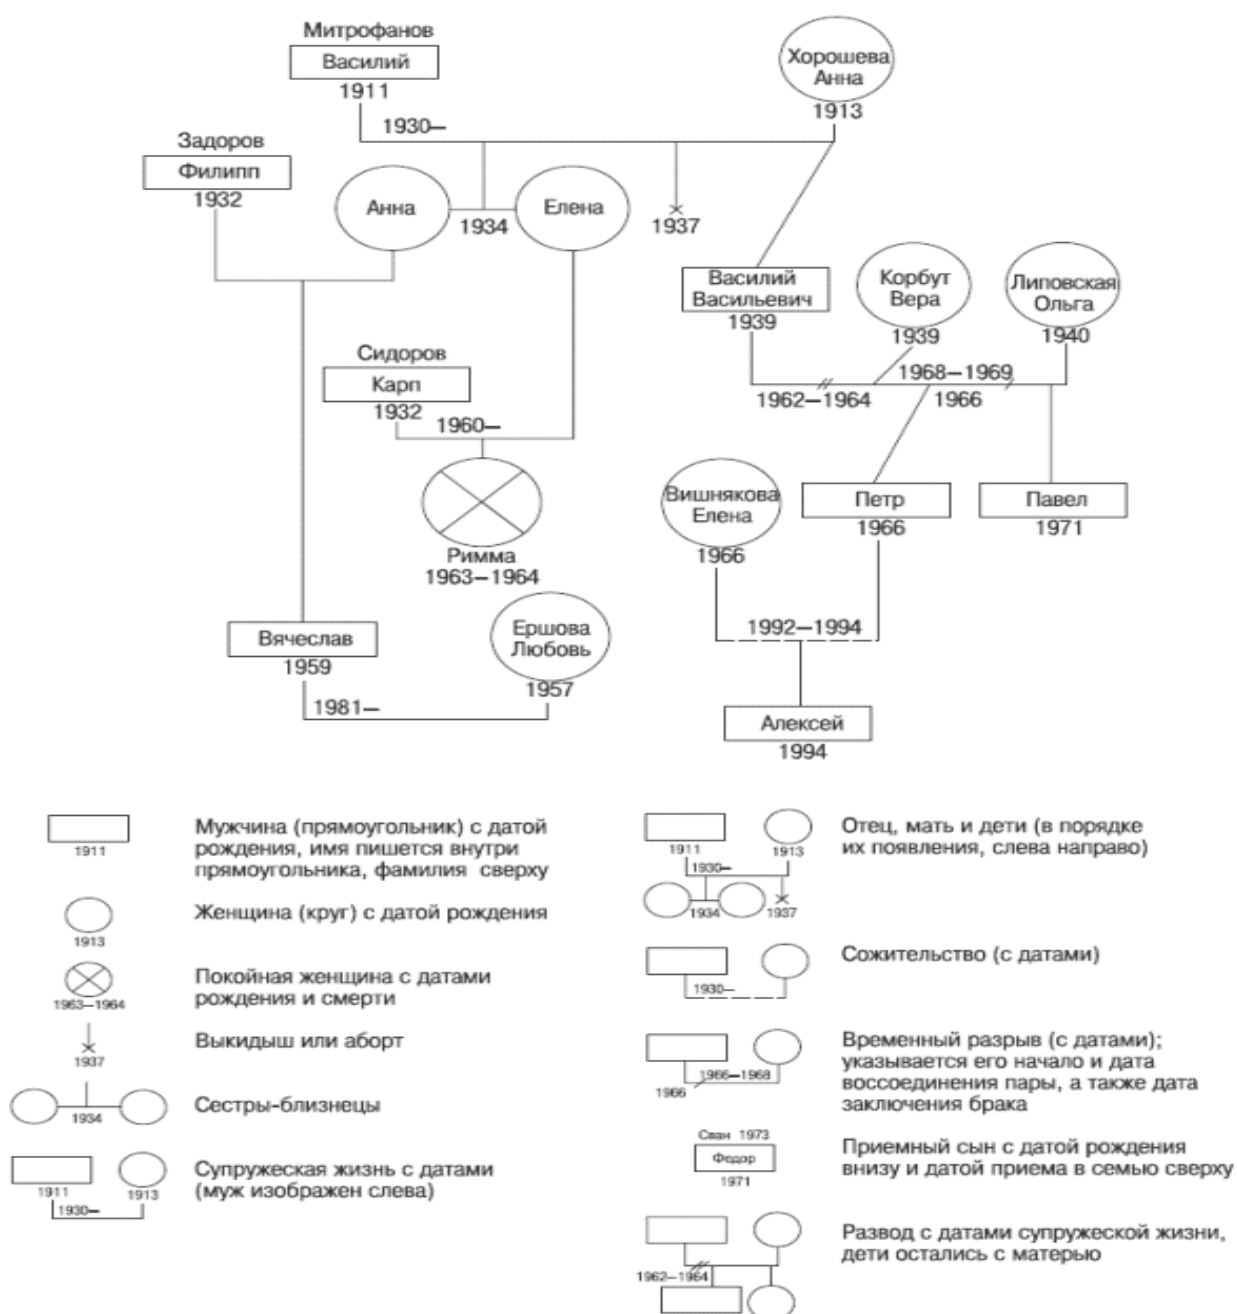 Митрофанов
Василий
1911
Хорошева
Анна
1913
1930–
Задоров
Филипп
1932
Анна
1934
Елена
1937
Василий
Васильевич
1939
Корбут
Вера
1939
Липовская
Ольга
1940
Сидоров
Карп
1932
1960–
1962–1964
1968–1969
1966
Римма
1963–1964
Вишнякова
Елена
1966
Петр
1966
Павел
1971
Вячеслав
1959
Ершова
Любовь
1957
1981–
1992–1994
Алексей
1994
1911
Мужчина (прямоугольник) с датой
рождения, имя пишется внутри
прямоугольника, фамилия сверху
1913
Женщина (круг) с датой рождения
1963–1964
Покойная женщина с датами
рождения и смерти
1937
Выкидыш или аборт
1934
Сестры-близнецы
1911
1913
1930–
Супружеская жизнь с датами
(муж изображен слева)
1911
1913
1930–
1934
1937
Отец, мать и дети (в порядке
их появления, слева направо)
1930–
Сожительство (с датами)
1966–1968
1966
Временный разрыв (с датами);
указывается его начало и дата
воссоединения пары, а также дата
заключения брака
Сван 1973
Федор
1971
Приемный сын с датой рождения
внизу и датой приема в семью сверху
1962–1964
Развод с датами супружеской жизни,
дети остались с матерью